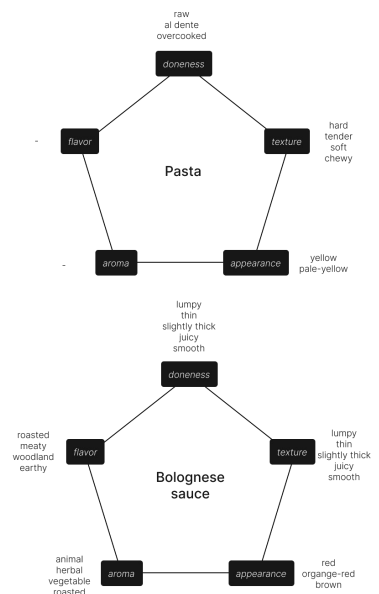 raw
al dente
overcooked
doneness
-
flavor
texture
hard
tender
soft
chewy
Pasta
-
aroma
appearance
yellow
pale-yellow
lumpy
thin
slightly thick
juicy
smooth
doneness
roasted
meaty
woodland
earthy
flavor
texture
lumpy
thin
slightly thick
juicy
smooth
Bolognese
sauce
animal
herbal
vegetable
roasted
aroma
appearance
red
organge-red
brown